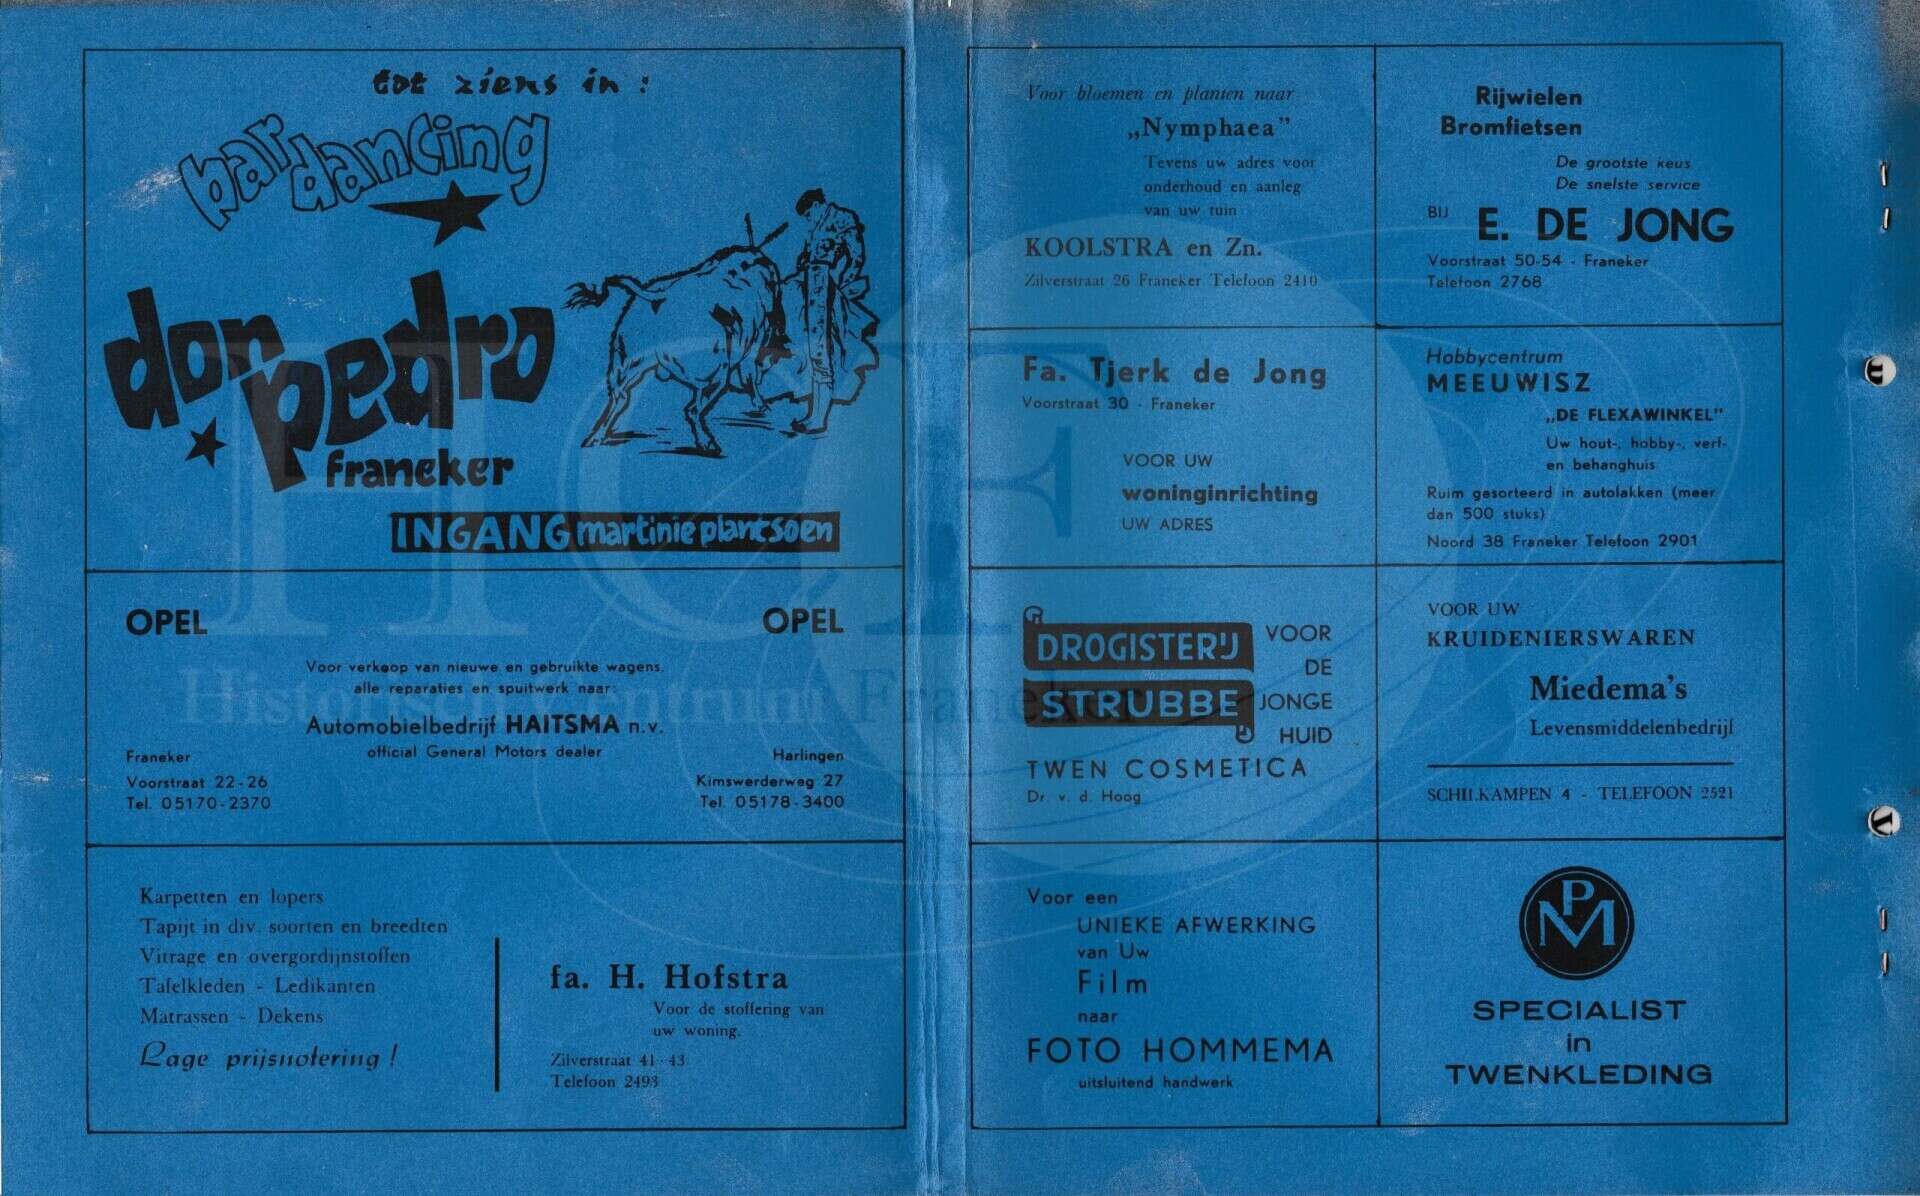 tot ziens in :
bar dancing
don pedro
franeker
INGANG martinie plantsoen
OPEL
OPEL
Voor verkoop van nieuwe en gebruikte wagens,
alle reparaties en spuitwerk naar:
Automobielbedrijf HAITSMA n.v.
official General Motors dealer
Franeker
Voorstraat 22-26
Tel. 05170-2370
Harlingen
Kimswerderweg 27
Tel. 05178-3400
Karpetten en lopers
Tapijt in div. soorten en breedten
Vitrage en overgordijnstoffen
Tafelkleden - Ledikanten
Matrassen - Dekens
Lage prijsnotering !
fa. H. Hofstra
Voor de stoffering van
uw woning.
Zilverstraat 41-43
Telefoon 2493
Voor bloemen en planten naar
„Nymphaea”
Tevens uw adres voor
onderhoud en aanleg
van uw tuin
KOOLSTRA en Zn.
Zilverstraat 26 Franeker Telefoon 2410
Rijwielen
Bromfietsen
De grootste keus
De snelste service
BIJ E. DE JONG
Voorstraat 50-54 - Franeker
Telefoon 2768
Fa. Tjerk de Jong
Voorstraat 30 - Franeker
VOOR UW
woninginrichting
UW ADRES
Hobbycentrum
MEEUWISZ
„DE FLEXAWINKEL”
Uw hout-, hobby-, verf-
en behanghuis
Ruim gesorteerd in autolakken (meer
dan 500 stuks)
Noord 38 Franeker Telefoon 2901
DROGISTERIJ
STRUBBE
VOOR
DE
JONGE
HUID
TWEN COSMETICA
Dr. v. d. Hoog
VOOR UW
KRUIDENIERSWAREN
Miedema's
Levensmiddelenbedrijf
SCHILKAMPEN 4 - TELEFOON 2521
Voor een
UNIEKE AFWERKING
van Uw
Film
naar
FOTO HOMMEMA
uitsluitend handwerk
PM
SPECIALIST
in
TWENKLEDING
HCF
Historisch Centrum Franeker